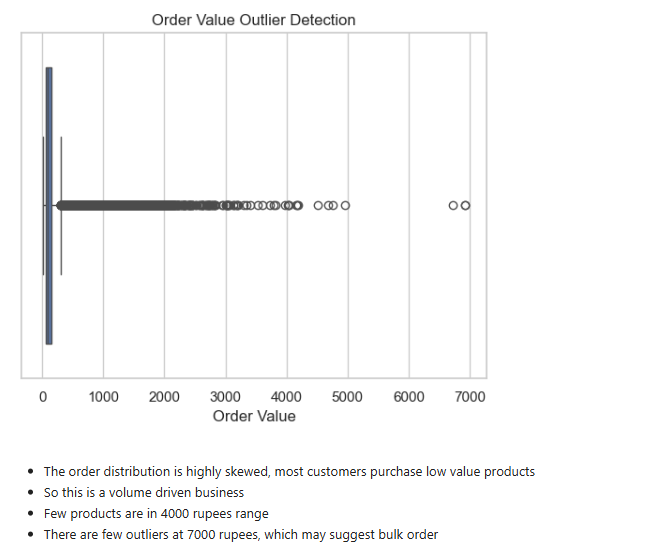 Order Value Outlier Detection
0 1000 2000 3000 4000 5000 6000 7000
Order Value
• The order distribution is highly skewed, most customers purchase low value products
• So this is a volume driven business
• Few products are in 4000 rupees range
• There are few outliers at 7000 rupees, which may suggest bulk order